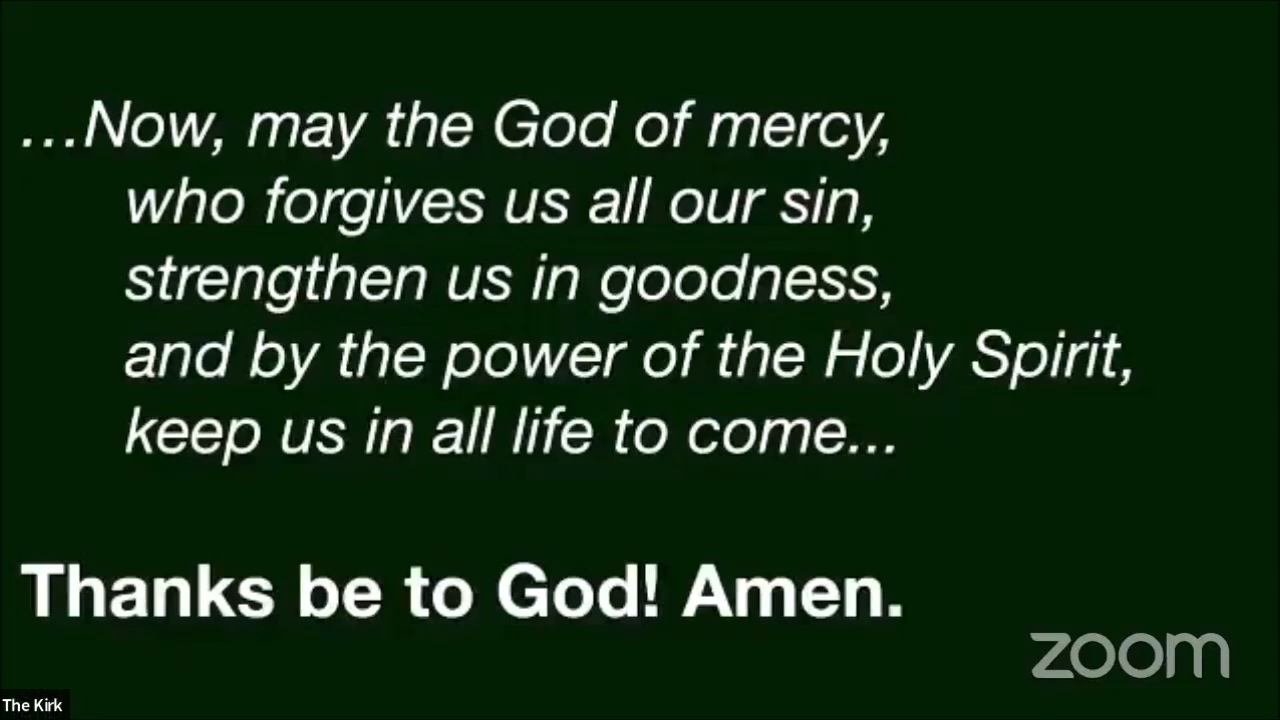 …Now, may the God of mercy,
who forgives us all our sin,
strengthen us in goodness,
and by the power of the Holy Spirit,
keep us in all life to come...
Thanks be to God! Amen.
zoom
The Kirk